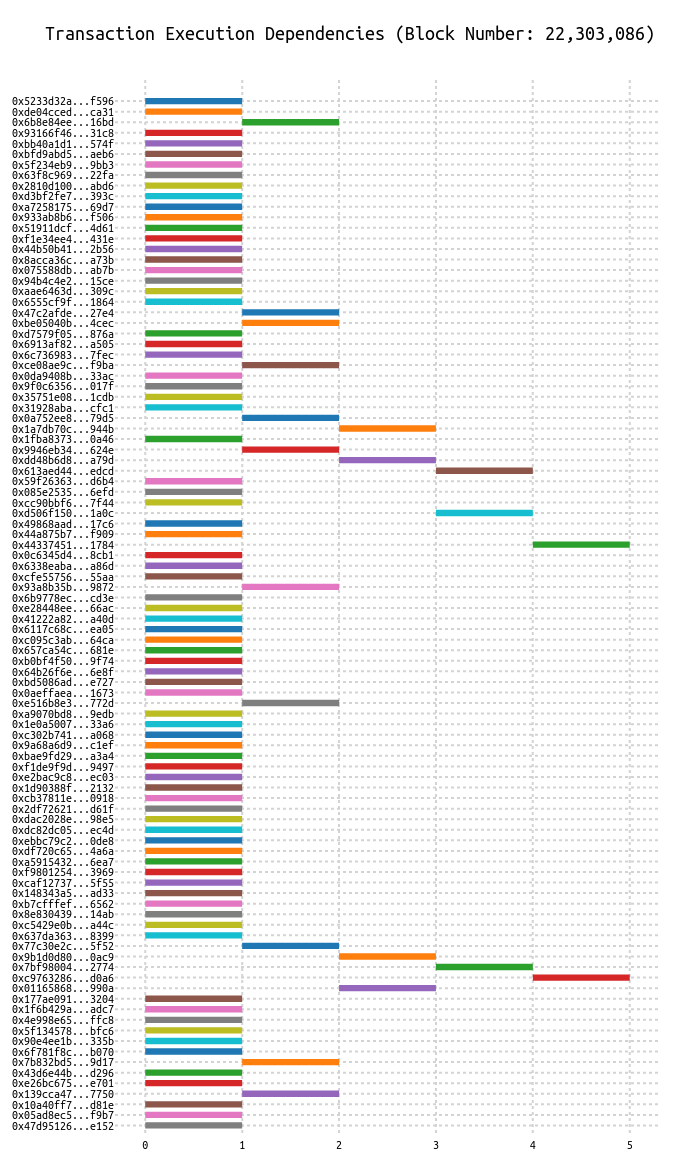 Transaction Execution Dependencies (Block Number: 22,303,086)
0x5233d32a...f596
0xde04cced...ca31
0x6b8e84ee...16bd
0x93166f46...31c8
0xbb40a1d1...574f
0xbfd9abd5...aeb6
0x5f234eb9...9bb3
0x63f8c969...22fa
0x2810d100...abd6
0xd3bf2fe7...393c
0xa7258175...69d7
0x933ab8b6...f506
0x51911dcf...4d61
0xf1e34ee4...431e
0x44b50b41...2b56
0x8acca36c...a73b
0x075588db...ab7b
0x94b4c4e2...15ce
0xaae6463d...309c
0x6555cf9f...1864
0x47c2afde...27e4
0xbe05040b...4cec
0xd7579f05...876a
0x6913af82...a505
0x6c736983...7fec
0xce08ae9c...f9ba
0x0da9408b...33ac
0x9f0c6356...017f
0x35751e08...1cdb
0x31928aba...cfc1
0x0a752ee8...79d5
0x1a7db70c...944b
0x1fba8373...0a46
0x9946eb34...624e
0xdd48b6d8...a79d
0x613aed44...edcd
0x59f26363...d6b4
0x085e2535...6efd
0xcc90bbf6...7f44
0xd506f150...1a0c
0x49868aad...17c6
0x44a875b7...f909
0x44337451...1784
0x0c6345d4...8cb1
0x6338eaba...a86d
0xcfe55756...55aa
0x93a8b35b...9872
0x6b9778ec...cd3e
0xe28448ee...66ac
0x41222a82...a40d
0x6117c68c...ea05
0xc095c3ab...64ca
0x657ca54c...681e
0xb0bf4f50...9f74
0x64b26f6e...6e8f
0xbd5086ad...e727
0x0aeffaea...1673
0xe516b8e3...772d
0xa9070bd8...9edb
0x1e0a5007...33a6
0xc302b741...a068
0x9a68a6d9...c1ef
0xbae9fd29...a3a4
0xf1de9f9d...9497
0xe2bac9c8...ec03
0x1d90388f...2132
0xcb37811e...0918
0x2df72621...d61f
0xdac2028e...98e5
0xdc82dc05...ec4d
0xebbc79c2...0de8
0xdf720c65...4a6a
0xa5915432...6ea7
0xf9801254...3969
0xcaf12737...5f55
0x148343a5...ad33
0xb7cfffef...6562
0x8e830439...14ab
0xc5429e0b...a44c
0x637da363...8399
0x77c30e2c...5f52
0x9b1d0d80...0ac9
0x7bf98004...2774
0xc9763286...d0a6
0x01165868...990a
0x177ae091...3204
0x1f6b429a...adc7
0x4e998e65...ffc8
0x5f134578...bfc6
0x90e4ee1b...335b
0x6f781f8c...b070
0x7b832bd5...9d17
0x43d6e44b...d296
0xe26bc675...e701
0x139cca47...7750
0x10a40ff7...d81e
0x05ad8ec5...f9b7
0x47d95126...e152
0 1 2 3 4 5